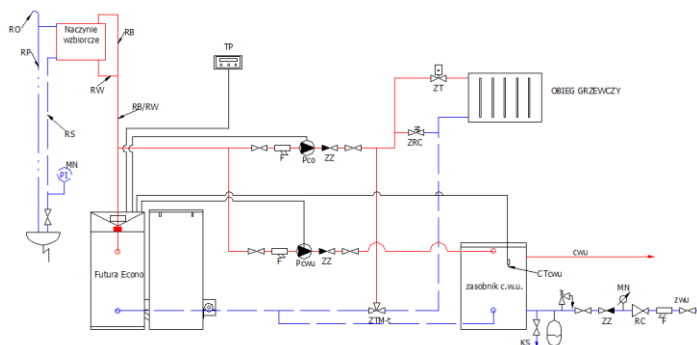 RO
RP
Naczynie
wzbiorcze
RB
RW
RS
RB/RW
MN
PI
TP
ZT
OBIEG GRZEWCZY
ZRC
F
Pco
ZZ
Futura Econo
F
Pcwu
ZZ
ZTM-t
zasobnik c.w.u.
CTcwu
cwu
MN
zwu
KS
ZZ
RC
F